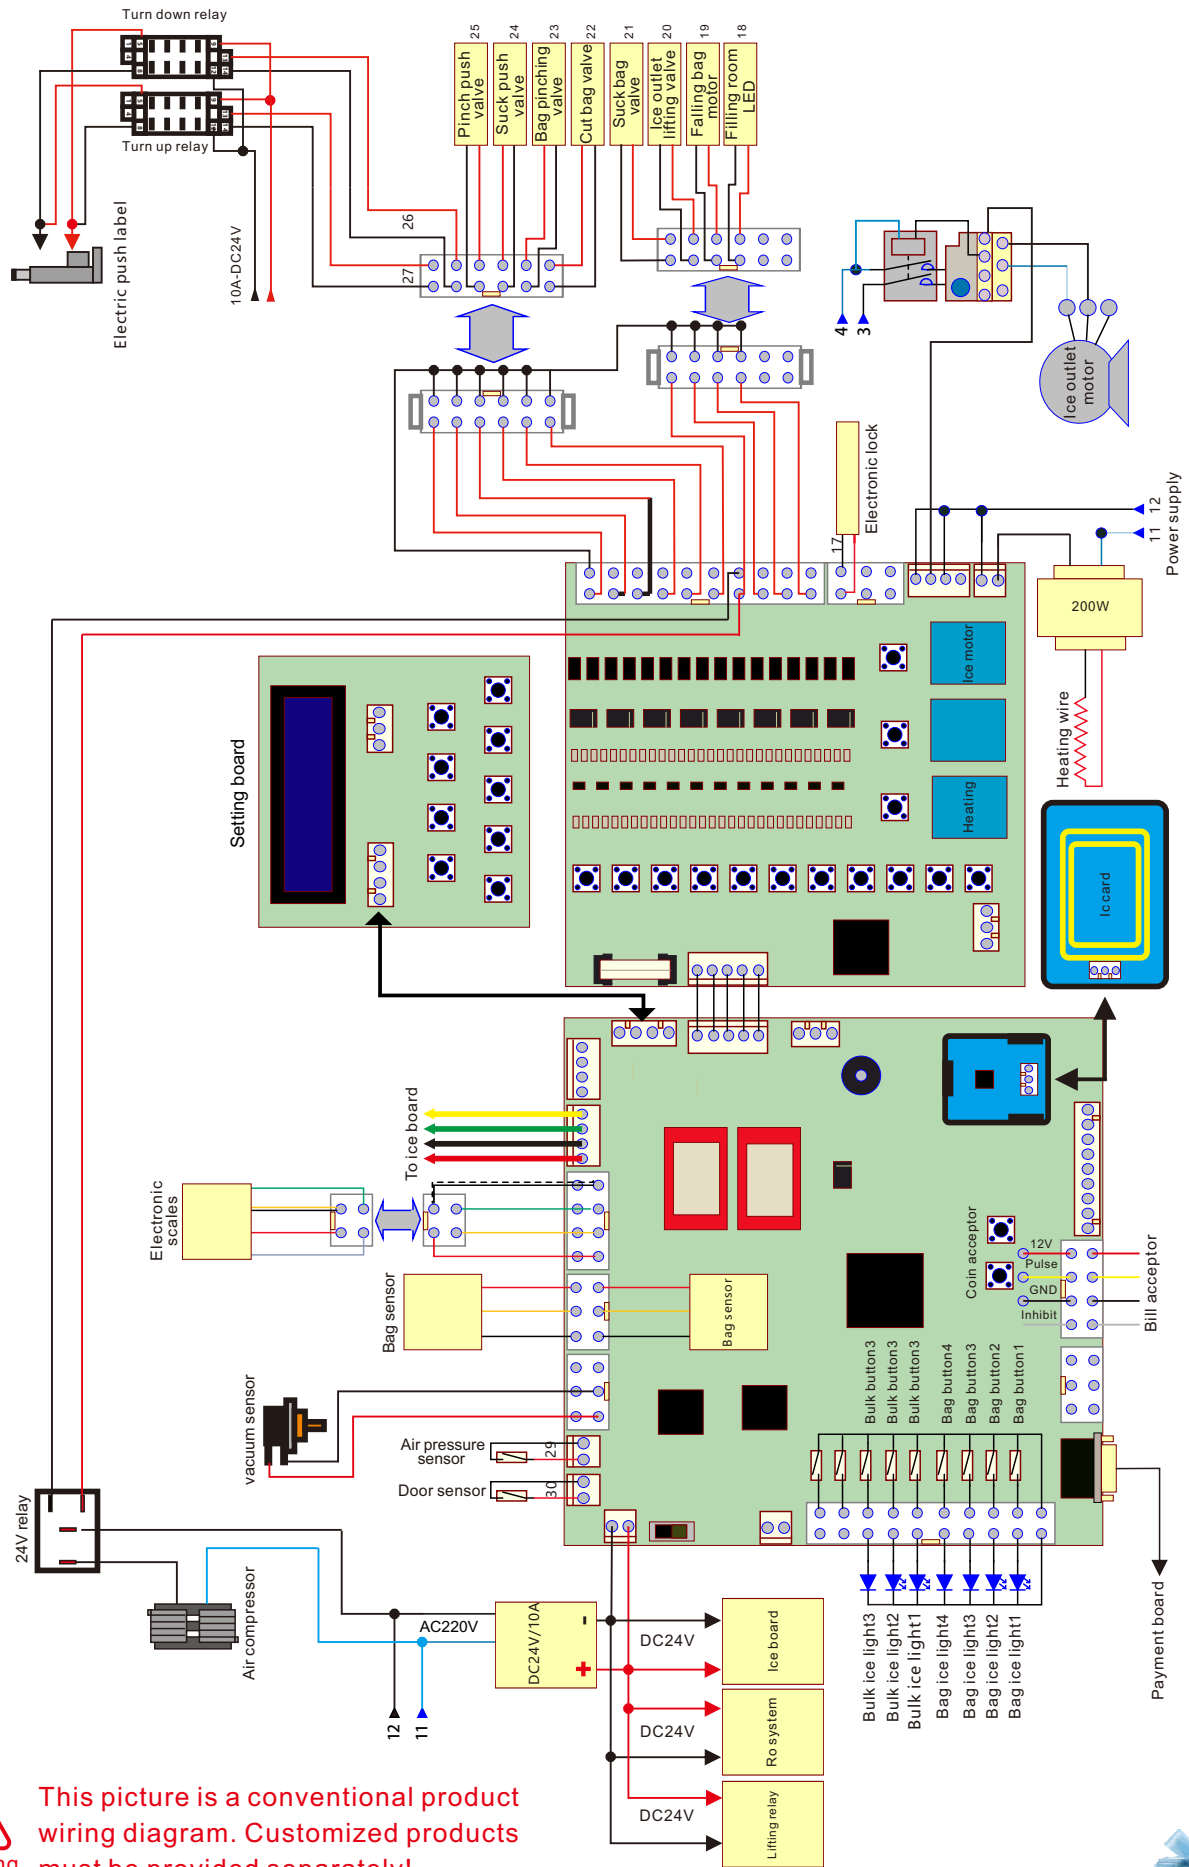 Turn down relay
Turn up relay
Electric push label
10A-DC24V
26
27
25
24
23
22
21
20
19
18
Pinch push
valve
Suck push
valve
Bag pinching
valve
Cut bag valve
Suck bag
valve
Ice outlet
lifting valve
Falling bag
motor
Filling room
LED
4
3
Ice outlet
motor
Electronic lock
17
12
11
Power supply
200W
Heating wire
Ice motor
Heating
Setting board
Ic card
To ice board
Electronic
scales
Bag sensor
Bag sensor
vacuum sensor
Air pressure
sensor
29
Door sensor
30
24V relay
Air compressor
AC220V
12
11
DC24V/10A
-
+
DC24V
Ice board
DC24V
Ro system
DC24V
Lifting relay
Coin acceptor
12V
Pulse
GND
Inhibit
Bill acceptor
Bulk button3
Bulk button3
Bulk button3
Bag button4
Bag button3
Bag button2
Bag button1
Bulk ice light3
Bulk ice light2
Bulk ice light1
Bag ice light4
Bag ice light3
Bag ice light2
Bag ice light1
Payment board
This picture is a conventional product
wiring diagram. Customized products
must be provided separately!